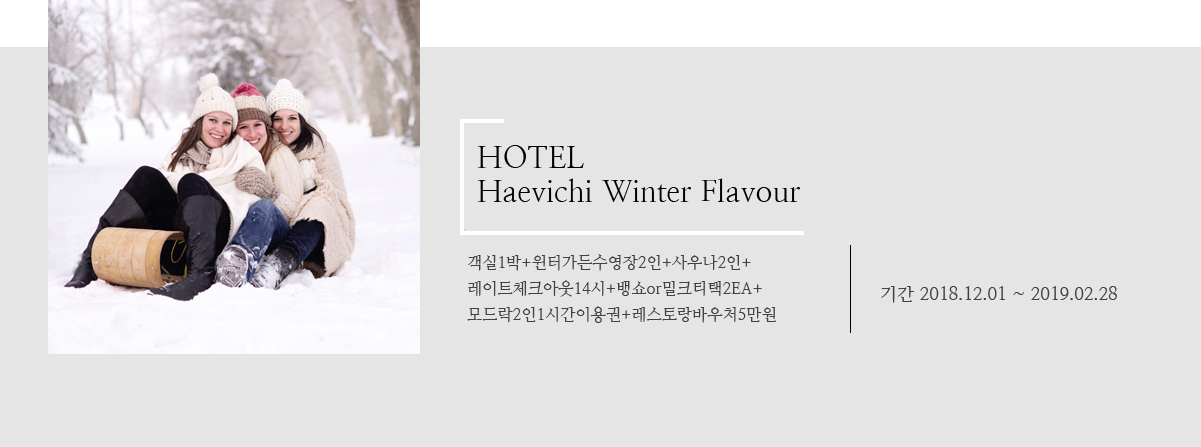 HOTEL
Haevichi Winter Flavour
객실1박+윈터가든수영장2인+사우나2인+
레이트체크아웃14시+뱅쇼or밀크티택2EA+
모드락2인1시간이용권+레스토랑바우처5만원
기간 2018.12.01 ~ 2019.02.28